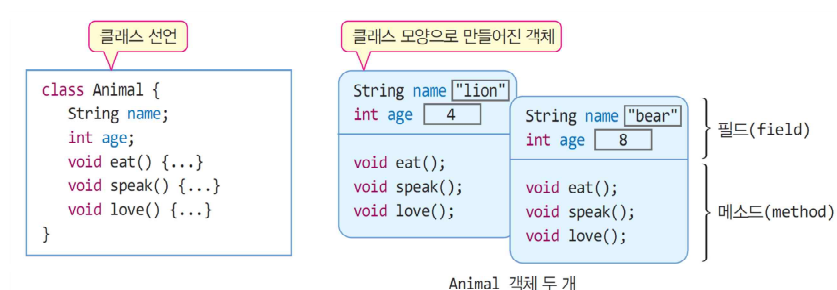 클래스 선언
class Animal {
String name;
int age;
void eat() {...}
void speak() {...}
void love() {...}
}
클래스 모양으로 만들어진 객체
String name "lion"
int age 4
void eat();
void speak();
void love();
String name "bear"
int age 8
void eat();
void speak();
void love();
필드(field)
메소드(method)
Animal 객체 두 개